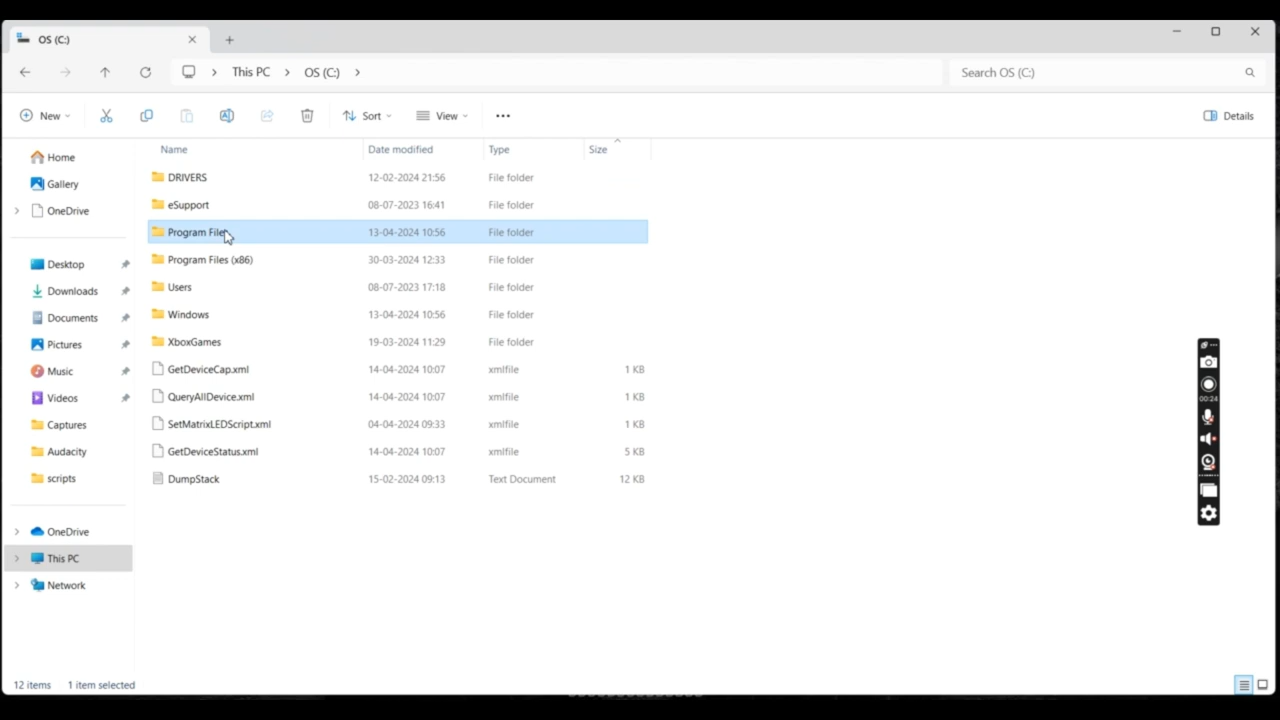 OS (C:)
This PC
OS (C:)
Search OS (C:)
New
Sort
View
Details
Home
Gallery
OneDrive
Desktop
Downloads
Documents
Pictures
Music
Videos
Captures
Audacity
scripts
OneDrive
This PC
Network
Name Date modified Type Size
DRIVERS 12-02-2024 21:56 File folder
eSupport 08-07-2023 16:41 File folder
Program Files 13-04-2024 10:56 File folder
Program Files (x86) 30-03-2024 12:33 File folder
Users 08-07-2023 17:18 File folder
Windows 13-04-2024 10:56 File folder
XboxGames 19-03-2024 11:29 File folder
GetDeviceCap.xml 14-04-2024 10:07 xmlfile 1 KB
QueryAllDevice.xml 14-04-2024 10:07 xmlfile 1 KB
SetMatrixLEDScript.xml 04-04-2024 09:33 xmlfile 1 KB
GetDeviceStatus.xml 14-04-2024 10:07 xmlfile 5 KB
DumpStack 15-02-2024 09:13 Text Document 12 KB
00:24
12 items 1 item selected